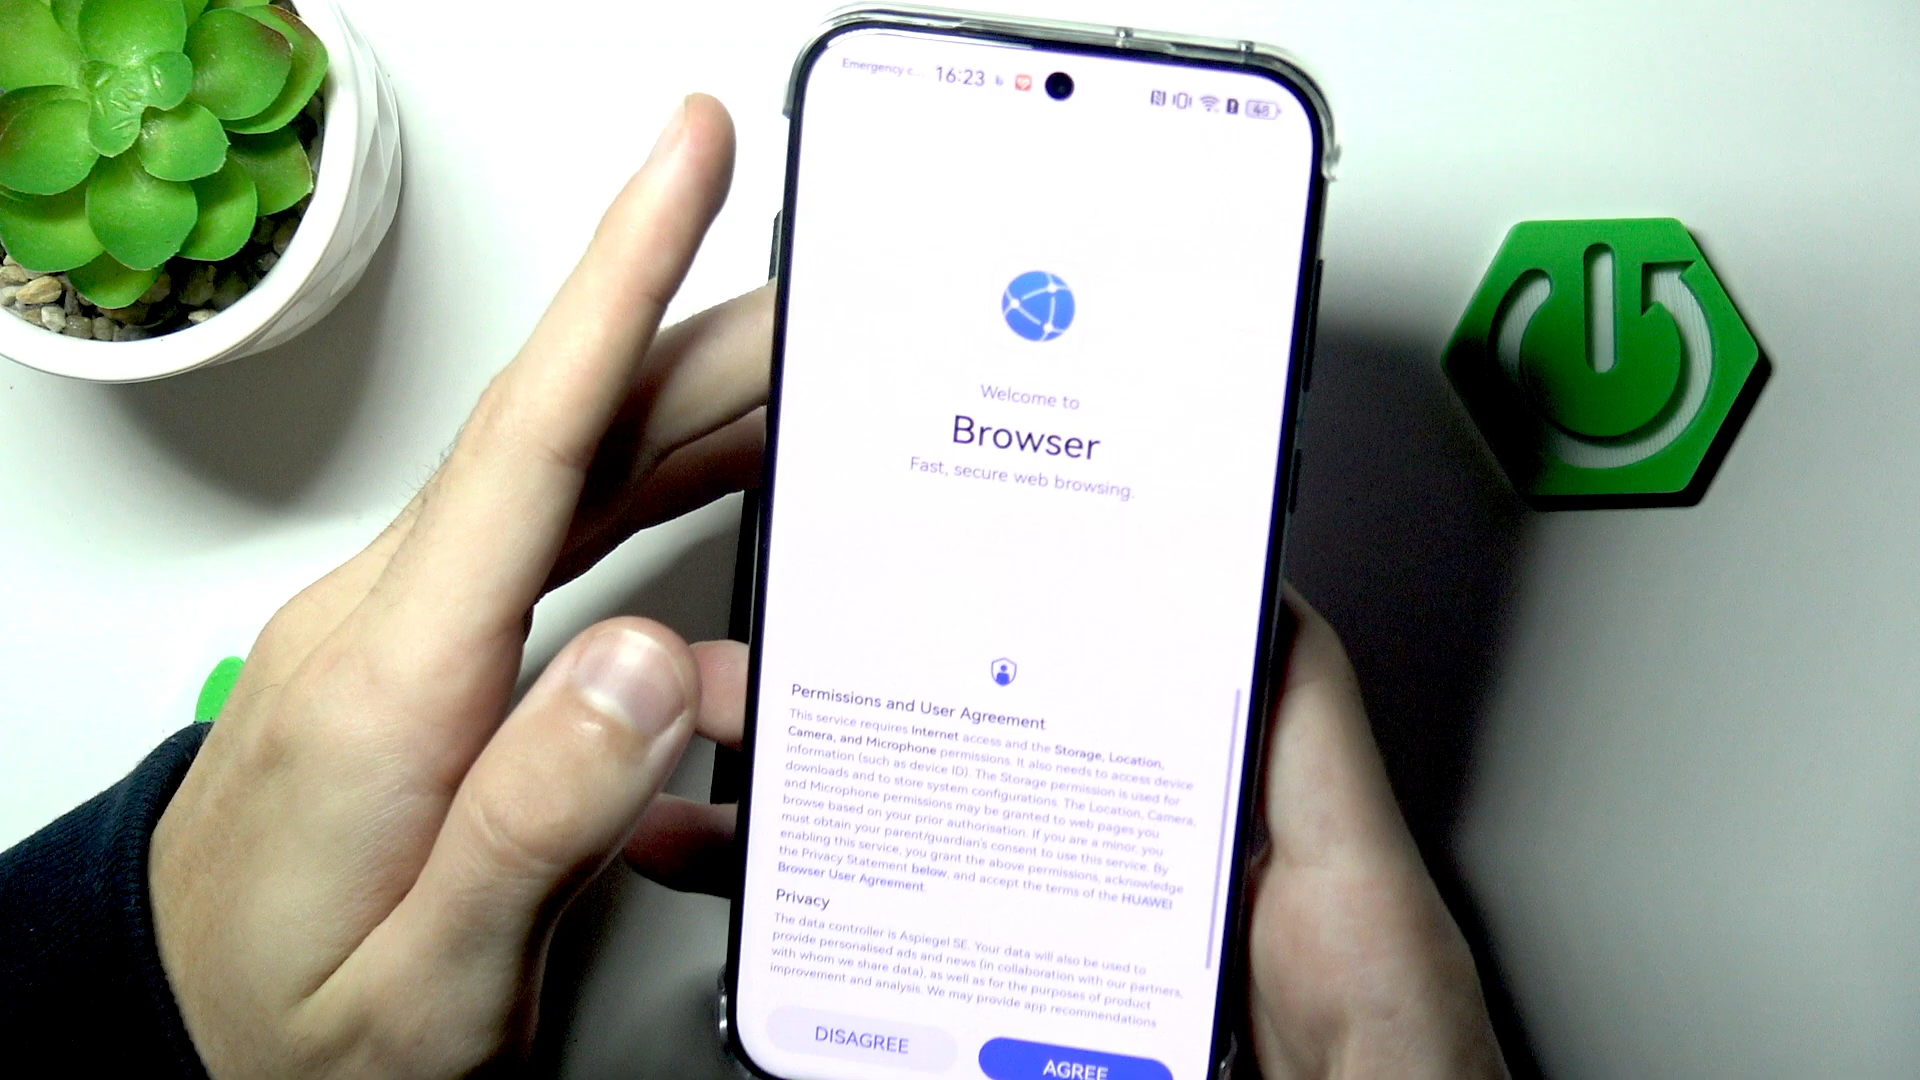 Emergency c... 16:23
48
Welcome to
Browser
Fast, secure web browsing.
Permissions and User Agreement
This service requires Internet access and the Storage, Location,
Camera, and Microphone permissions. It also needs to access device
information (such as device ID). The Storage permission is used for
downloads and to store system configurations. The Location, Camera,
and Microphone permissions may be granted to web pages you
browse based on your prior authorisation. If you are a minor, you
must obtain your parent/guardian's consent to use this service. By
enabling this service, you grant the above permissions, acknowledge
the Privacy Statement below, and accept the terms of the HUAWEI
Browser User Agreement.
Privacy
The data controller is Aspiegel SE. Your data will also be used to
provide personalised ads and news (in collaboration with our partners,
with whom we share data), as well as for the purposes of product
improvement and analysis. We may provide app recommendations
DISAGREE
AGREE